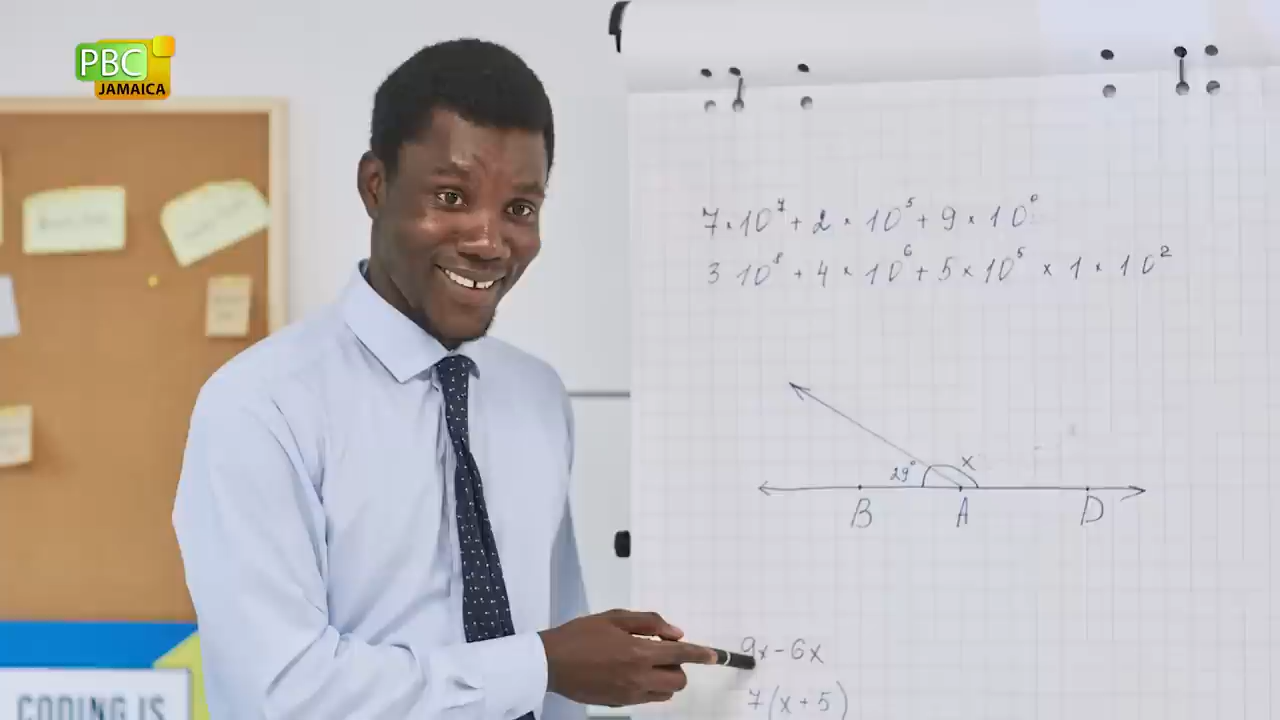 PBC
JAMAICA
7×10⁷ + 2 × 10⁵ + 9 × 10⁰
3 10⁸ + 4 × 10⁶ + 5 × 10⁵ × 1 × 10²
29° x
B A D
9x-6x
7(x+5)
CODING IS